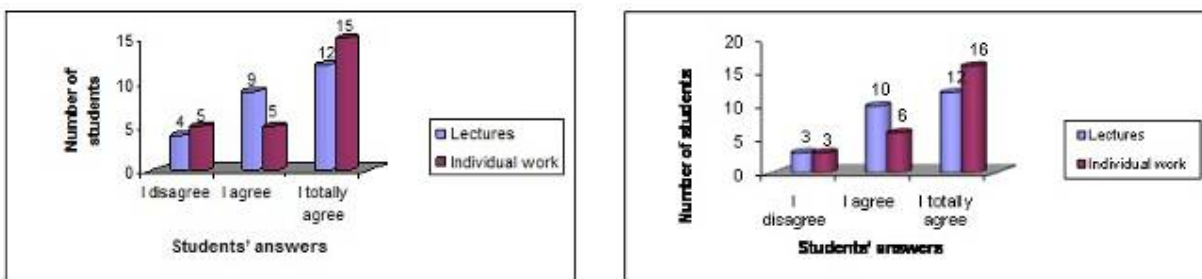 15
10
5
0
Number of
students
4
5
9
5
12
15
I disagree
I agree
I totally
agree
Students' answers
Lectures
Individual work
20
15
10
5
0
Number of students
3
3
10
6
12
16
I
disagree
I agree
I totally
agree
Students' answers
Lectures
Individual work